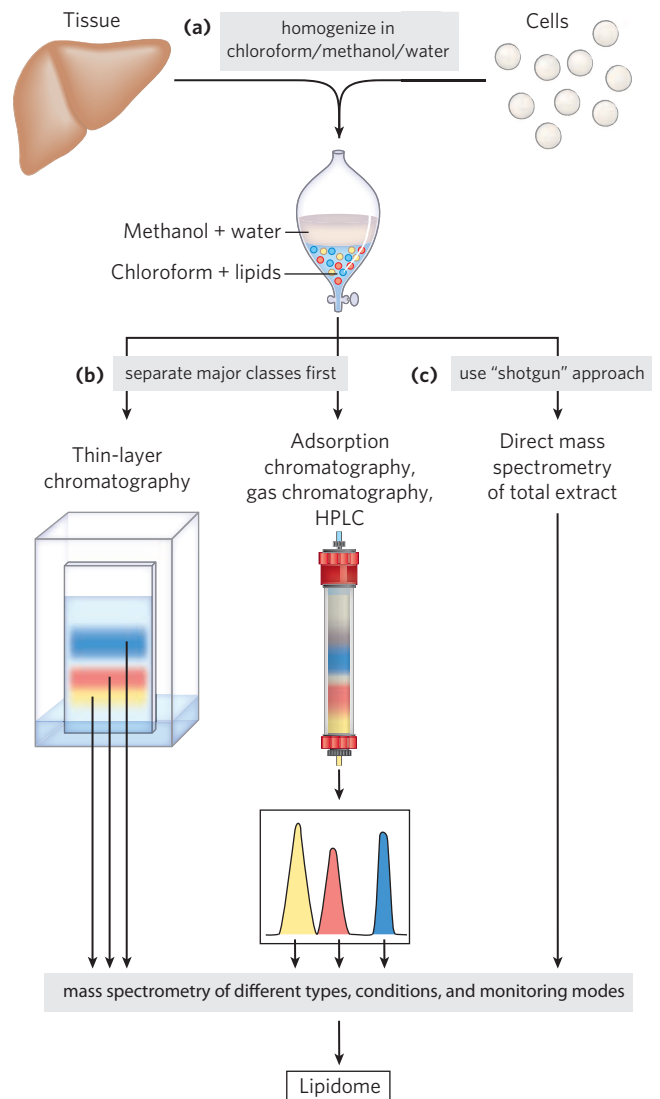 Tissue
(a)
homogenize in
chloroform/methanol/water
Cells
Methanol + water
Chloroform + lipids
(b)
separate major classes first
(c)
use “shotgun” approach
Thin-layer
chromatography
Adsorption
chromatography,
gas chromatography,
HPLC
Direct mass
spectrometry
of total extract
mass spectrometry of different types, conditions, and monitoring modes
Lipidome